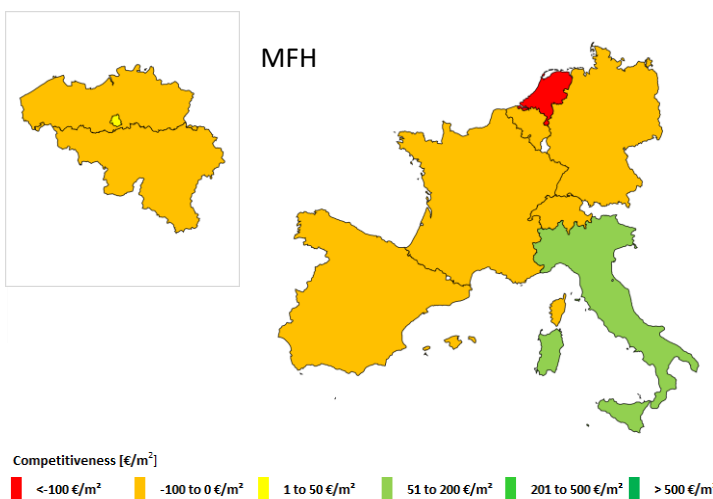 MFH
Competitiveness [€/m²]
<-100 €/m² -100 to 0 €/m² 1 to 50 €/m² 51 to 200 €/m² 201 to 500 €/m² > 500 €/m²